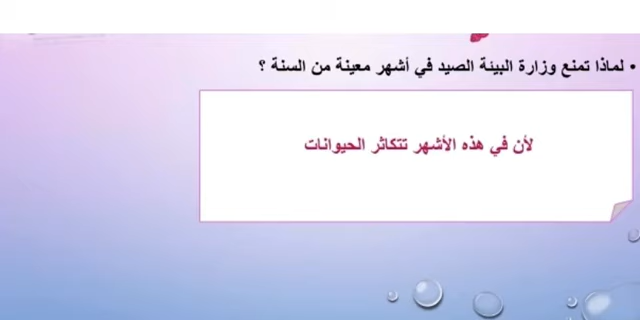 • لماذا تمنع وزارة البيئة الصيد في أشهر معينة من السنة ؟
لأن في هذه الأشهر تتكاثر الحيوانات